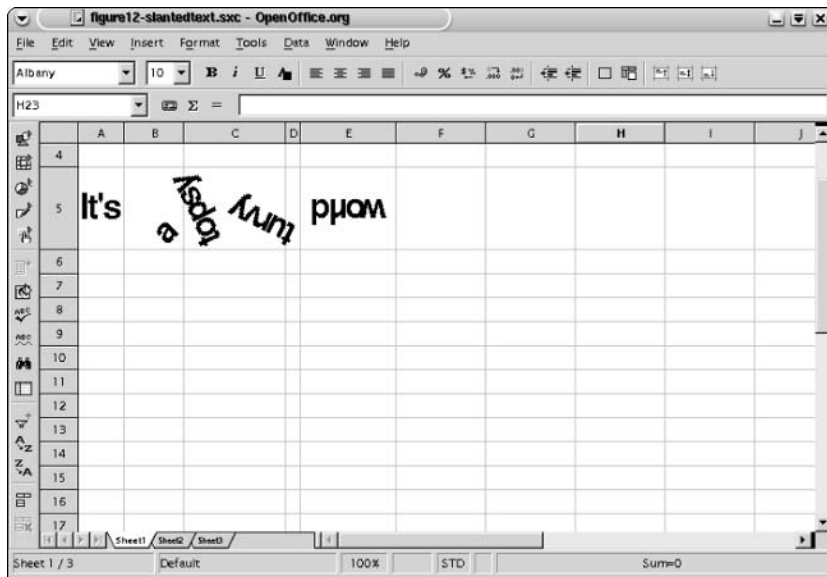 figure12-slantedtext.sxc - OpenOffice.org
File Edit View Insert Format Tools Data Window Help
Albany 10 B i U A
H23 Σ =
A B C D E F G H I J
4
5 It's a topsy turvy world
6
7
8
9
10
11
12
13
14
15
16
17
Sheet1 Sheet2 Sheet3
Sheet 1 / 3 Default 100% STD Sum=0